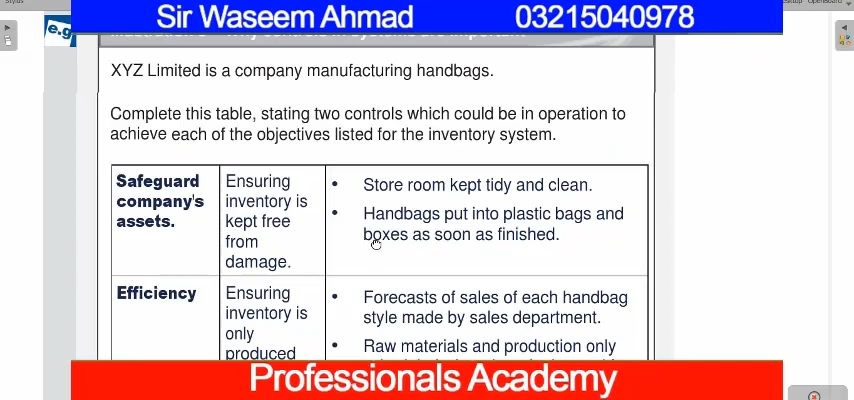 Sir Waseem Ahmad 03215040978
e.g
XYZ Limited is a company manufacturing handbags.
Complete this table, stating two controls which could be in operation to
achieve each of the objectives listed for the inventory system.
Safeguard
company's
assets.
Ensuring
inventory is
kept free
from
damage.
• Store room kept tidy and clean.
• Handbags put into plastic bags and
boxes as soon as finished.
Efficiency
Ensuring
inventory is
only
produced
• Forecasts of sales of each handbag
style made by sales department.
• Raw materials and production only
Professionals Academy